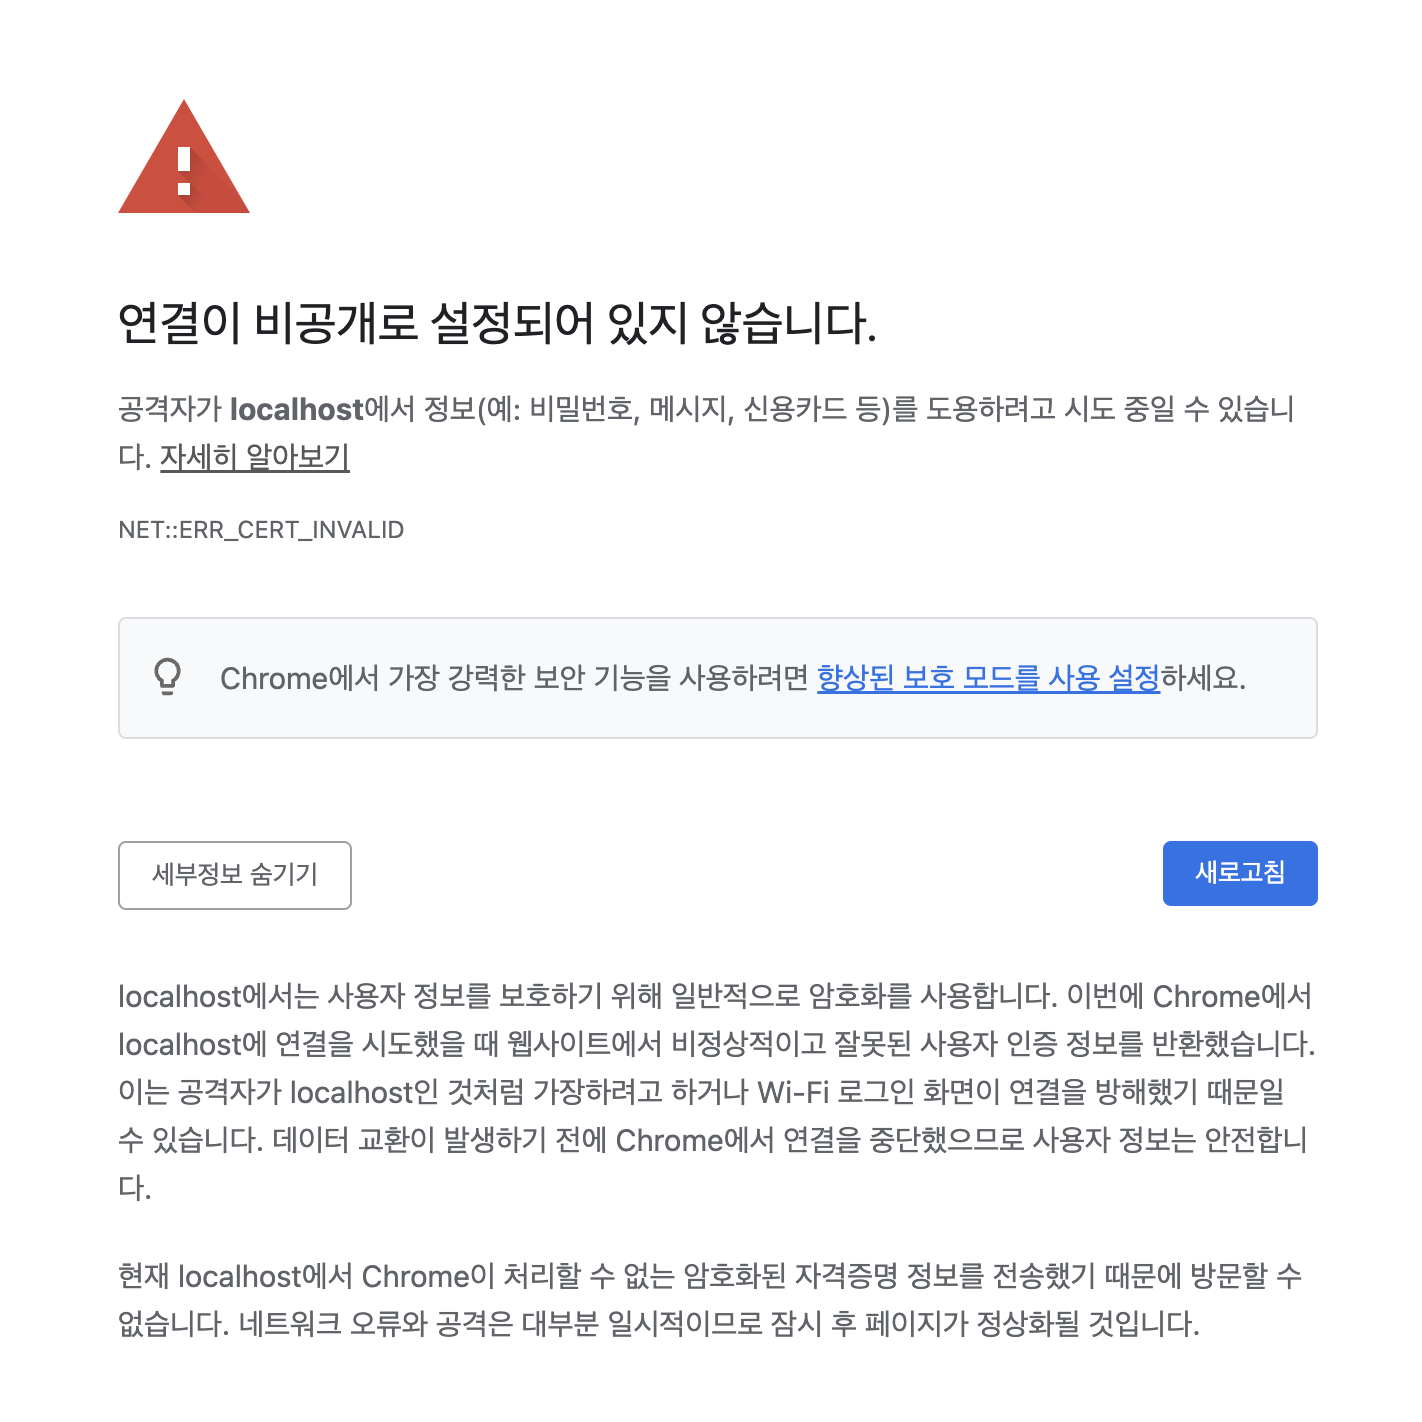 연결이 비공개로 설정되어 있지 않습니다.
공격자가 localhost에서 정보(예: 비밀번호, 메시지, 신용카드 등)를 도용하려고 시도 중일 수 있습니
다. 자세히 알아보기
NET::ERR_CERT_INVALID
Chrome에서 가장 강력한 보안 기능을 사용하려면 향상된 보호 모드를 사용 설정하세요.
세부정보 숨기기
새로고침
localhost에서는 사용자 정보를 보호하기 위해 일반적으로 암호화를 사용합니다. 이번에 Chrome에서
localhost에 연결을 시도했을 때 웹사이트에서 비정상적이고 잘못된 사용자 인증 정보를 반환했습니다.
이는 공격자가 localhost인 것처럼 가장하려고 하거나 Wi-Fi 로그인 화면이 연결을 방해했기 때문일
수 있습니다. 데이터 교환이 발생하기 전에 Chrome에서 연결을 중단했으므로 사용자 정보는 안전합니
다.
현재 localhost에서 Chrome이 처리할 수 없는 암호화된 자격증명 정보를 전송했기 때문에 방문할 수
없습니다. 네트워크 오류와 공격은 대부분 일시적이므로 잠시 후 페이지가 정상화될 것입니다.